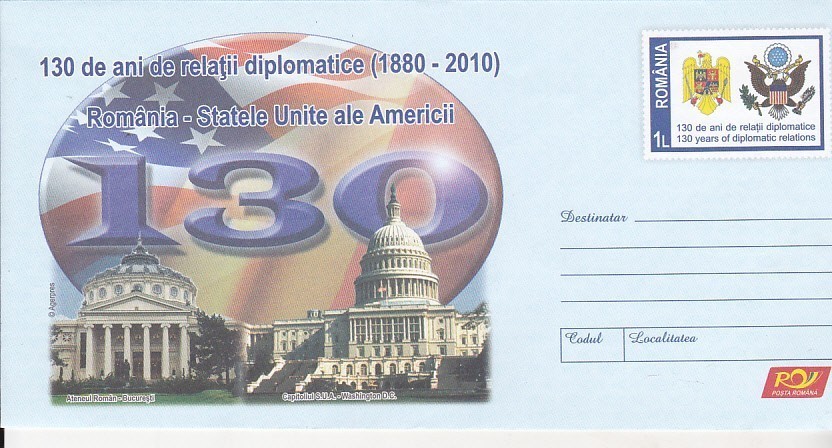 130 de ani de relaţii diplomatice (1880 - 2010)
România - Statele Unite ale Americii
130
© Agerpres
Ateneul Român - Bucureşti
Capitoliul S.U.A. - Washington D.C.
ROMÂNIA
1L
130 de ani de relaţii diplomatice
130 years of diplomatic relations
Destinatar
Codul
Localitatea
POŞTA ROMÂNĂ